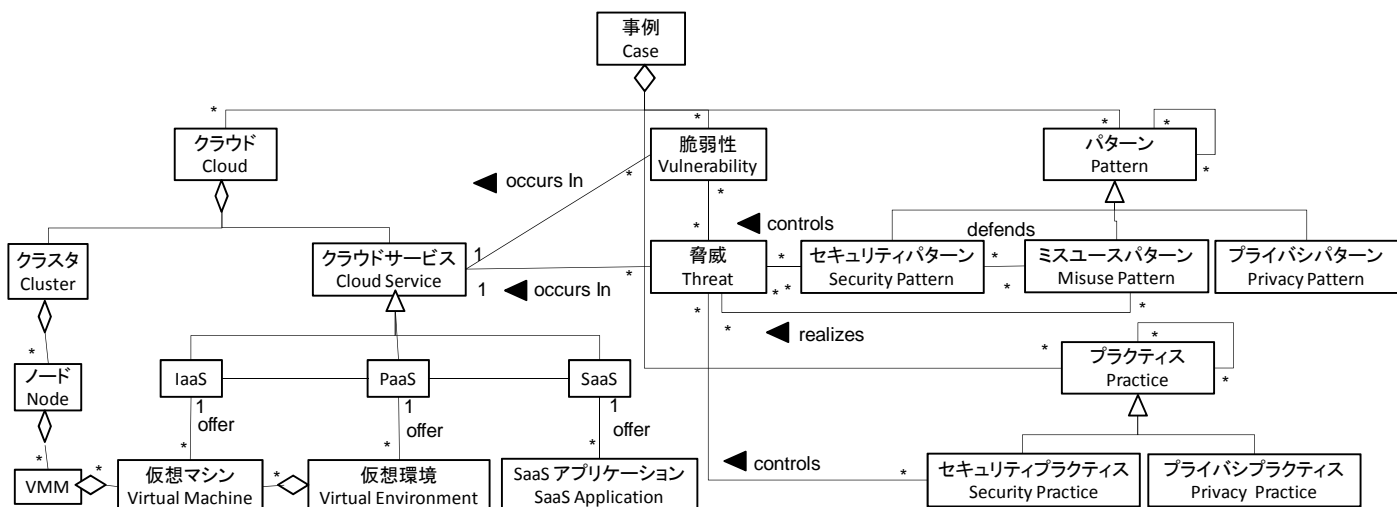 事例
Case
*
*
*
*
クラウド
Cloud
脆弱性
Vulnerability
パターン
Pattern
*
*
*
◀ occurs In
*
*
◀ controls
defends
クラスタ
Cluster
クラウドサービス
Cloud Service
1
1
*
脅威
Threat
*
*
*
*
セキュリティパターン
Security Pattern
*
*
ミスユースパターン
Misuse Pattern
プライバシパターン
Privacy Pattern
◀ occurs In
*
*
*
◀ realizes
*
*
*
プラクティス
Practice
*
*
ノード
Node
IaaS
PaaS
SaaS
1
1
1
offer
offer
offer
*
*
*
*
VMM
*
仮想マシン
Virtual Machine
*
仮想環境
Virtual Environment
SaaS アプリケーション
SaaS Application
◀ controls
*
セキュリティプラクティス
Security Practice
プライバシプラクティス
Privacy Practice